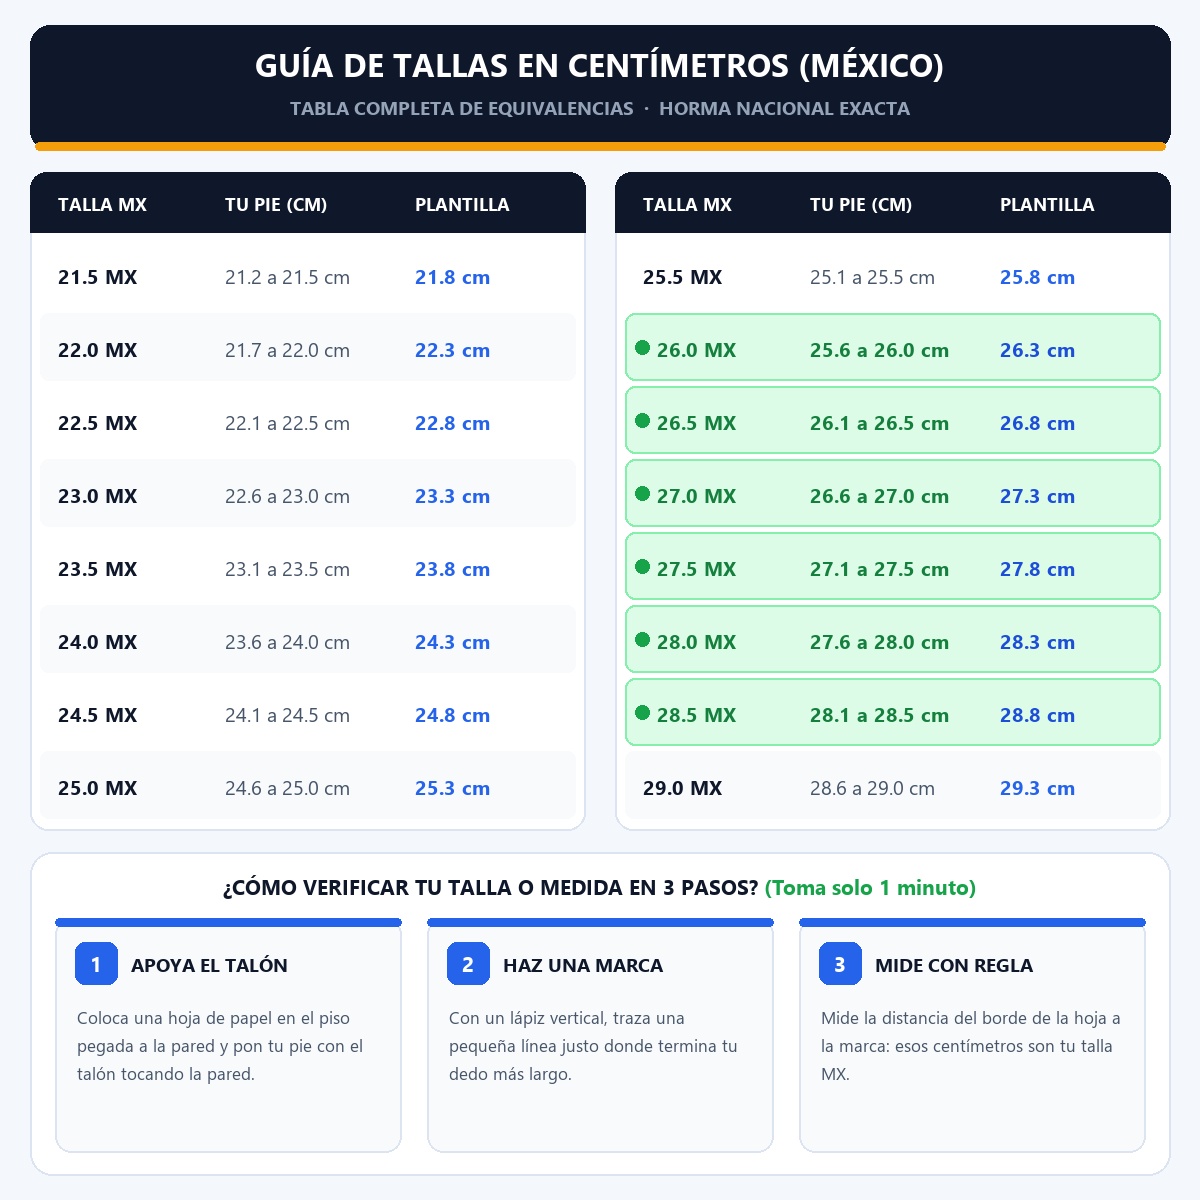 GUÍA DE TALLAS EN CENTÍMETROS (MÉXICO)
TABLA COMPLETA DE EQUIVALENCIAS · HORMA NACIONAL EXACTA
TALLA MX TU PIE (CM) PLANTILLA
21.5 MX 21.2 a 21.5 cm 21.8 cm
22.0 MX 21.7 a 22.0 cm 22.3 cm
22.5 MX 22.1 a 22.5 cm 22.8 cm
23.0 MX 22.6 a 23.0 cm 23.3 cm
23.5 MX 23.1 a 23.5 cm 23.8 cm
24.0 MX 23.6 a 24.0 cm 24.3 cm
24.5 MX 24.1 a 24.5 cm 24.8 cm
25.0 MX 24.6 a 25.0 cm 25.3 cm
TALLA MX TU PIE (CM) PLANTILLA
25.5 MX 25.1 a 25.5 cm 25.8 cm
26.0 MX 25.6 a 26.0 cm 26.3 cm
26.5 MX 26.1 a 26.5 cm 26.8 cm
27.0 MX 26.6 a 27.0 cm 27.3 cm
27.5 MX 27.1 a 27.5 cm 27.8 cm
28.0 MX 27.6 a 28.0 cm 28.3 cm
28.5 MX 28.1 a 28.5 cm 28.8 cm
29.0 MX 28.6 a 29.0 cm 29.3 cm
¿CÓMO VERIFICAR TU TALLA O MEDIDA EN 3 PASOS? (Toma solo 1 minuto)
1 APOYA EL TALÓN
Coloca una hoja de papel en el piso
pegada a la pared y pon tu pie con el
talón tocando la pared.
2 HAZ UNA MARCA
Con un lápiz vertical, traza una
pequeña línea justo donde termina tu
dedo más largo.
3 MIDE CON REGLA
Mide la distancia del borde de la hoja a
la marca: esos centímetros son tu talla
MX.